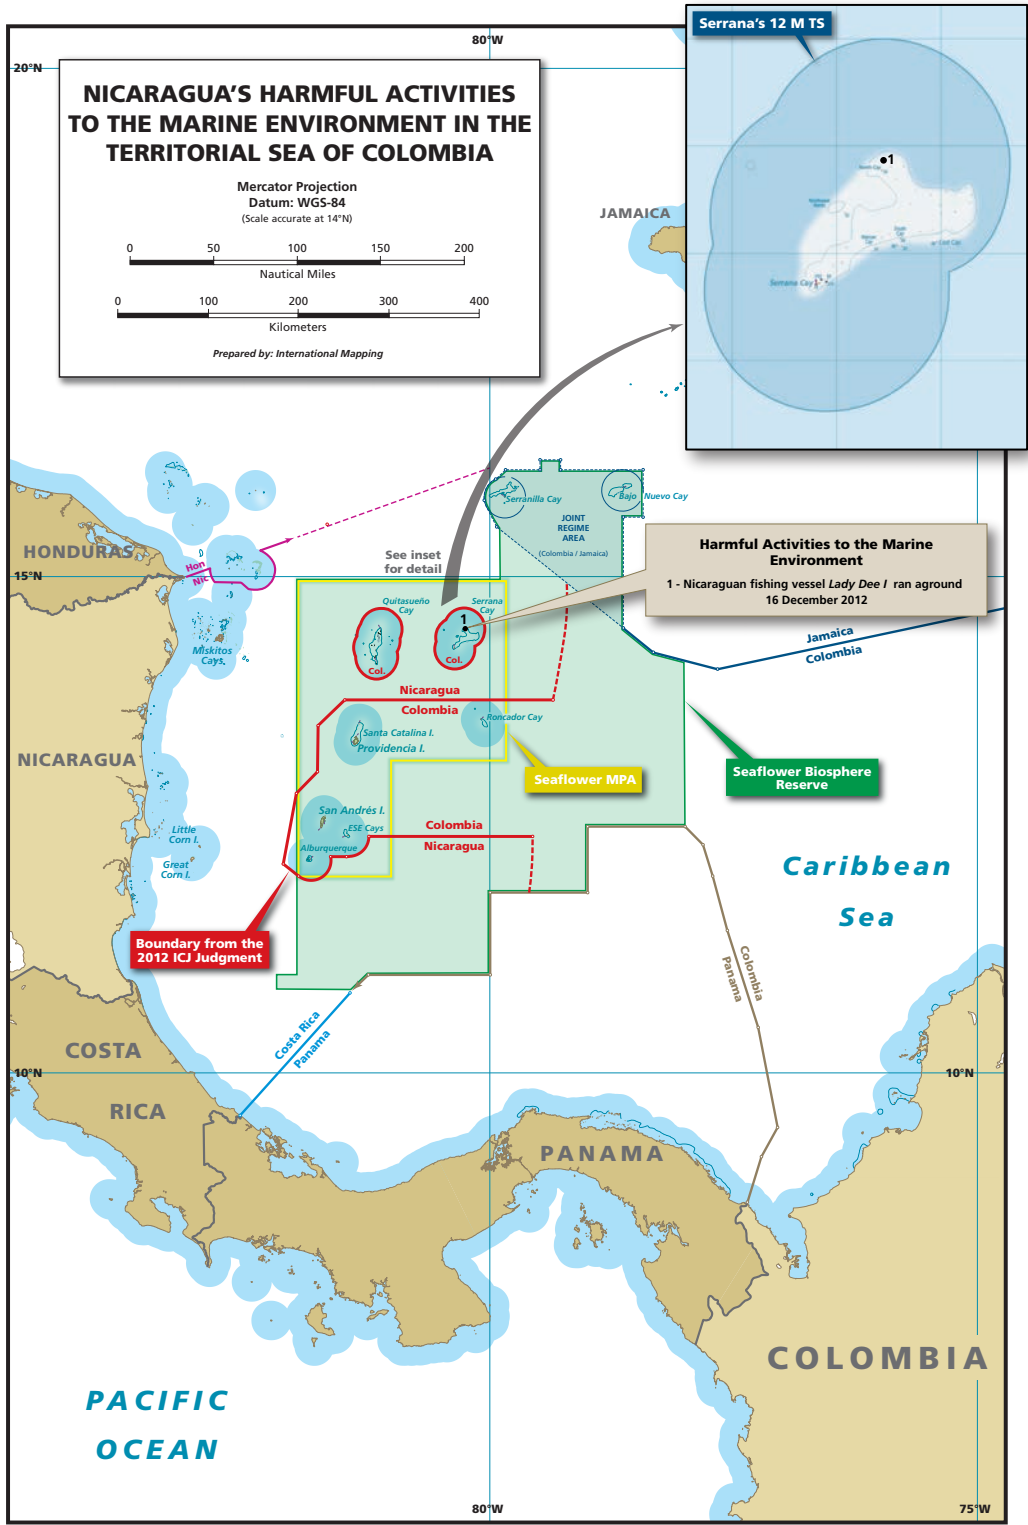 80°W
20°N
NICARAGUA'S HARMFUL ACTIVITIES
TO THE MARINE ENVIRONMENT IN THE
TERRITORIAL SEA OF COLOMBIA
Mercator Projection
Datum: WGS-84
(Scale accurate at 14°N)
0 50 100 150 200
Nautical Miles
0 100 200 300 400
Kilometers
Prepared by: International Mapping
Serrana's 12 M TS
1
North Cay
East Cay
Serrana Cay
JAMAICA
Serranilla Cay
Bajo Nuevo Cay
JOINT
REGIME
AREA
(Colombia / Jamaica)
HONDURAS
Hon
Nic
15°N
See inset
for detail
Harmful Activities to the Marine
Environment
1 - Nicaraguan fishing vessel Lady Dee I ran aground
16 December 2012
Quitasueño
Cay
Serrana
Cay
1
Col.
Col.
Miskitos
Cays
Jamaica
Colombia
Nicaragua
Colombia
Roncador Cay
Santa Catalina I.
Providencia I.
NICARAGUA
Seaflower MPA
Seaflower Biosphere
Reserve
San Andrés I.
ESE Cays
Alburquerque
Colombia
Nicaragua
Little
Corn I.
Great
Corn I.
Caribbean
Sea
Boundary from the
2012 ICJ Judgment
Colombia
Panama
Costa Rica
Panama
COSTA
RICA
10°N
10°N
PANAMA
COLOMBIA
PACIFIC
OCEAN
80°W
75°W